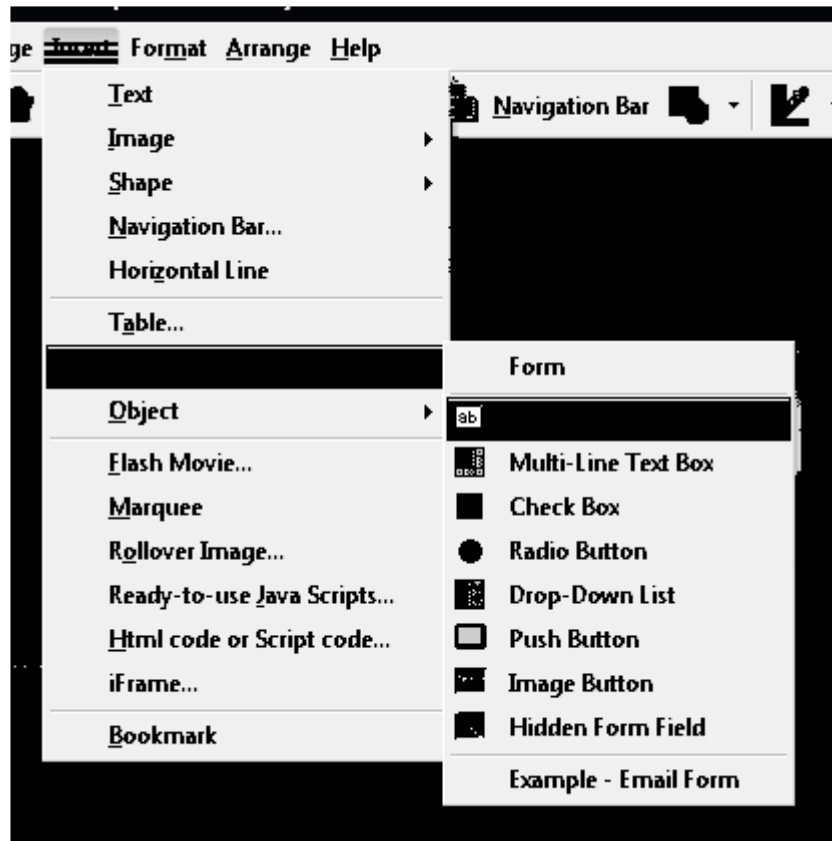 ge Insert Format Arrange Help
Navigation Bar
Text
Image
Shape
Navigation Bar...
Horizontal Line
Table...
Object
Flash Movie...
Marquee
Rollover Image...
Ready-to-use Java Scripts...
Html code or Script code...
iFrame...
Bookmark
Form
ab
Multi-Line Text Box
Check Box
Radio Button
Drop-Down List
Push Button
Image Button
Hidden Form Field
Example - Email Form